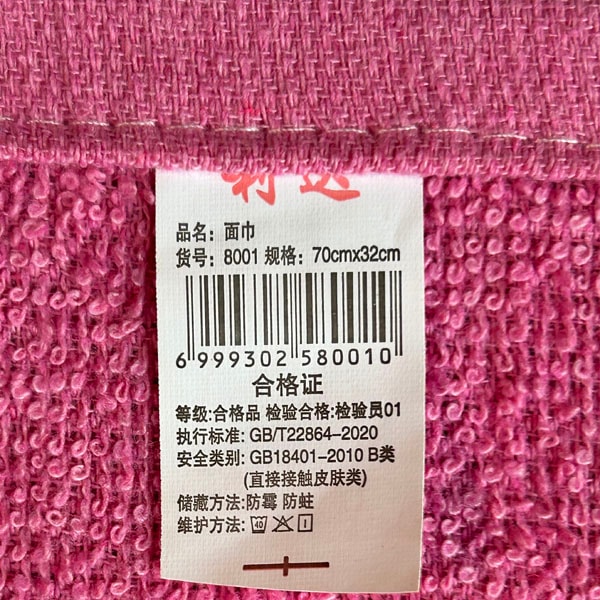 利达
品名：面巾
货号：8001 规格：70cmx32cm
6 999302 580010
合格证
等级:合格品 检验合格:检验员01
执行标准: GB/T22864-2020
安全类别: GB18401-2010 B类
(直接接触皮肤类)
储藏方法:防霉 防蛀
维护方法: 40